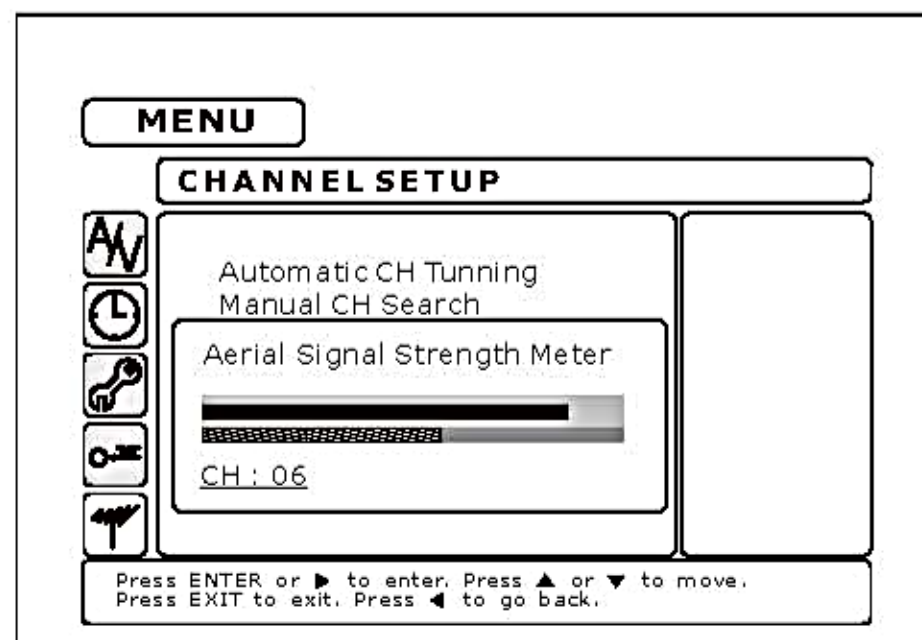 MENU
CHANNEL SETUP
A/V
Automatic CH Tunning
Manual CH Search
Aerial Signal Strength Meter
CH : 06
Press ENTER or ▶ to enter. Press ▲ or ▼ to move.
Press EXIT to exit. Press ◀ to go back.